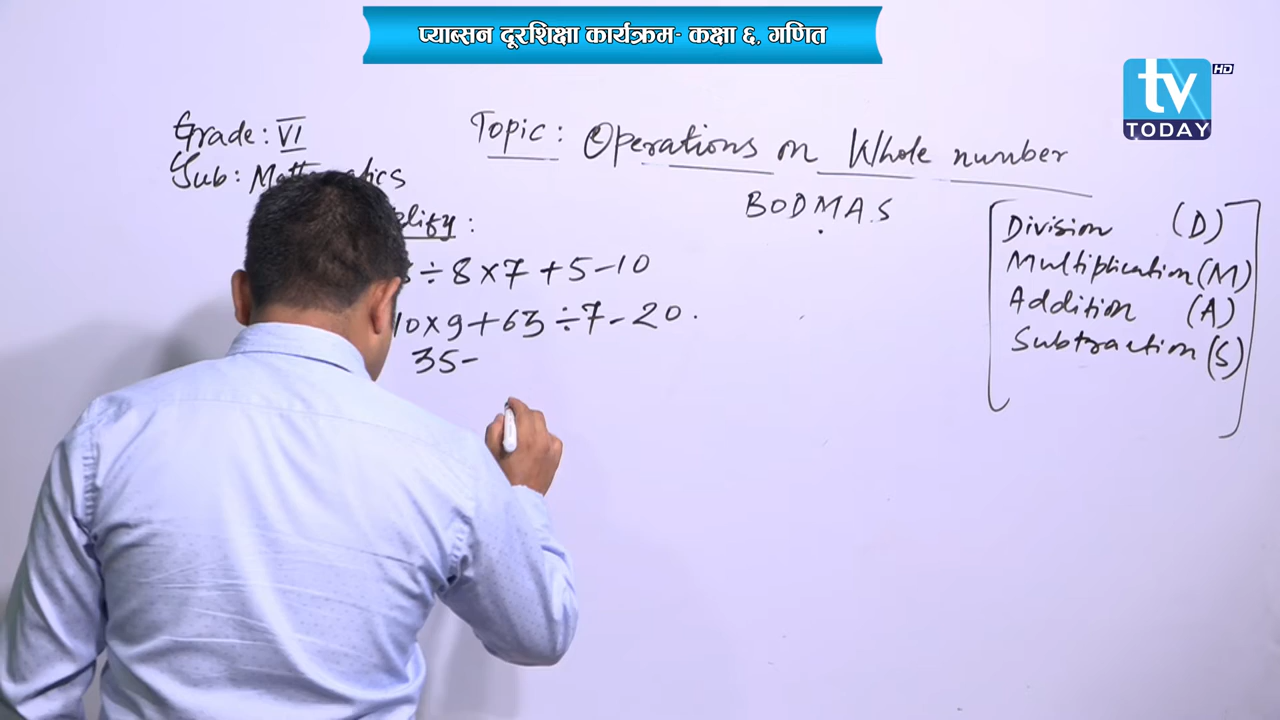 प्याब्सन दूरशिक्षा कार्यक्रम- कक्षा ६, गणित
tv HD
TODAY
Grade: VI
Sub: Mathematics
Topic: Operations on Whole number
BODMAS
:
÷ 8 × 7 + 5 - 10
10 × 9 + 63 ÷ 7 - 20.
35 -
Division (D)
Multiplication (M)
Addition (A)
Subtraction (S)